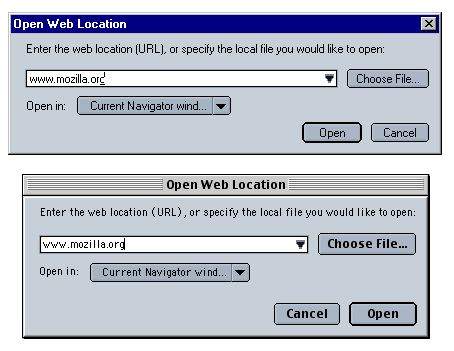 Open Web Location
Enter the web location (URL), or specify the local file you would like to open:
www.mozilla.org
Choose File...
Open in: Current Navigator wind...
Open Cancel
Open Web Location
Enter the web location (URL), or specify the local file you would like to open:
www.mozilla.org
Choose File...
Open in: Current Navigator wind...
Cancel Open